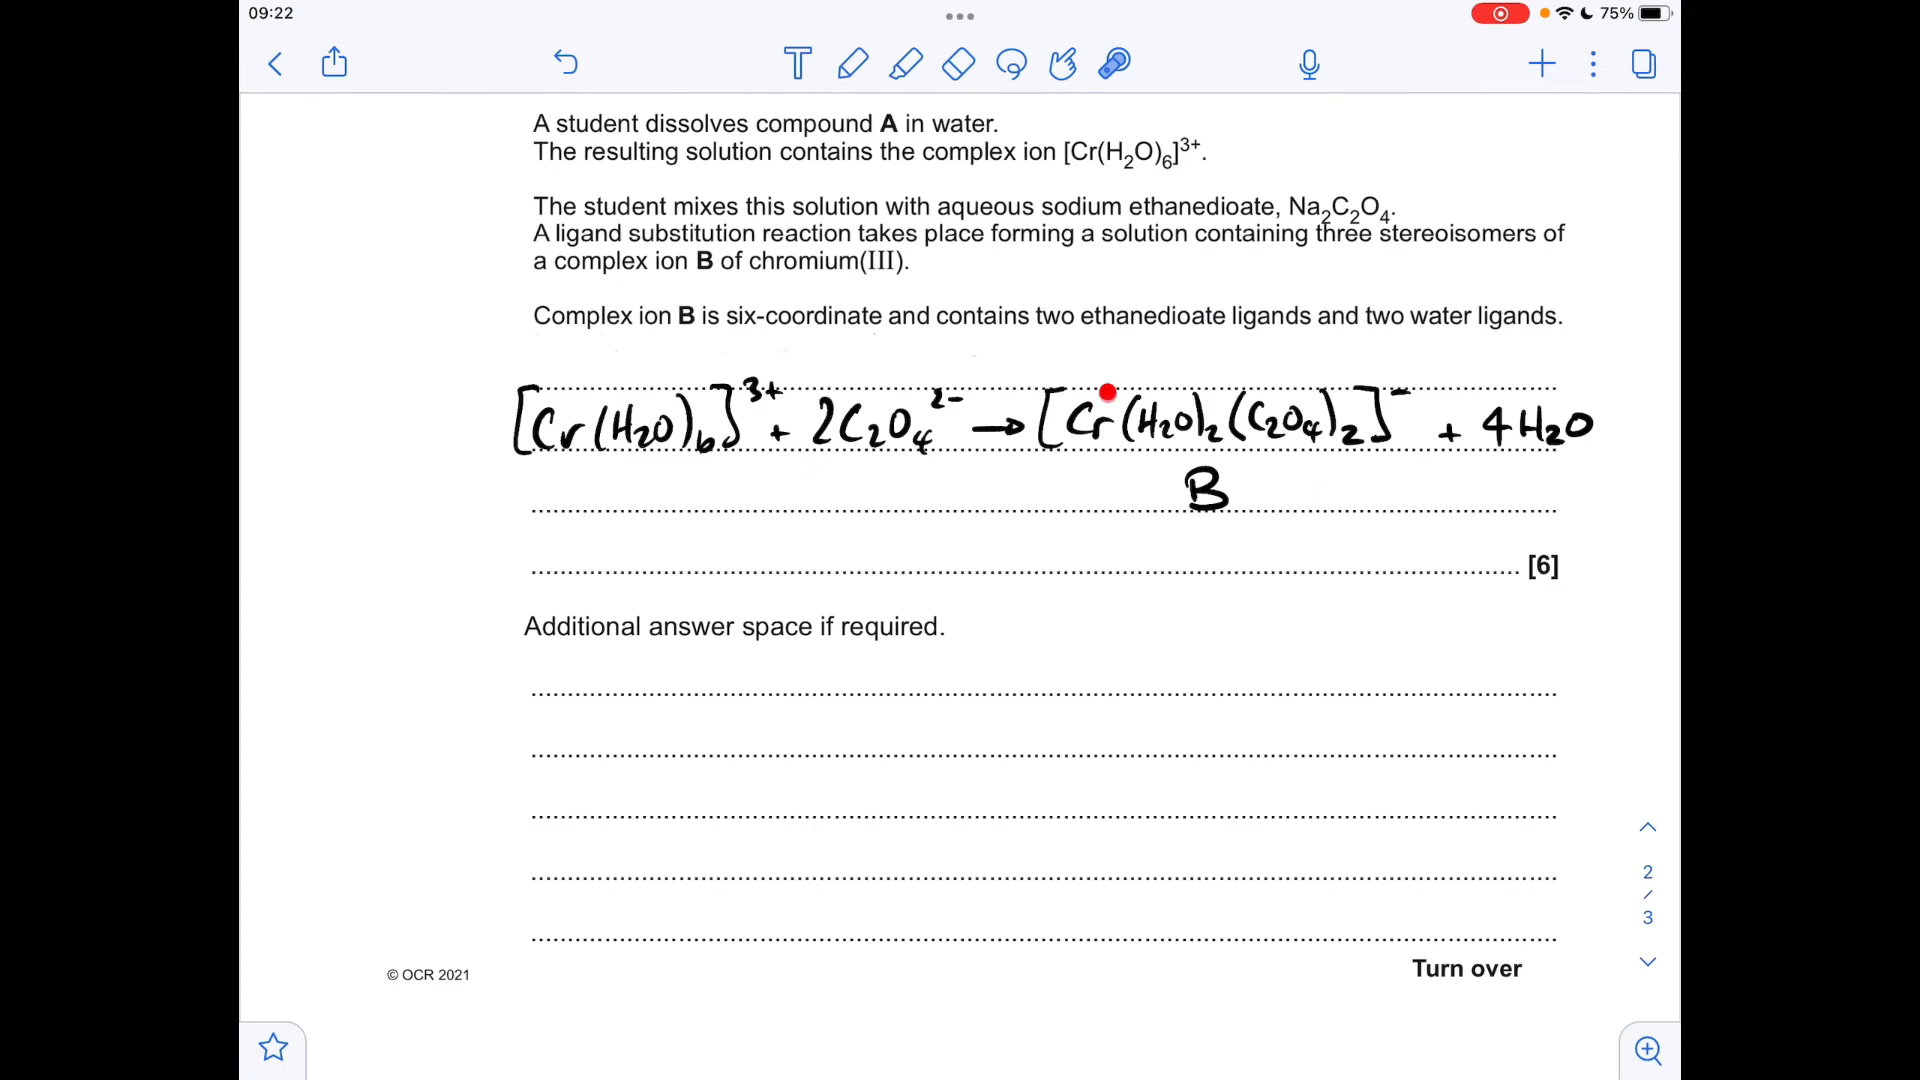 09:22
75%
A student dissolves compound A in water.
The resulting solution contains the complex ion [Cr(H₂O)₆]³⁺.
The student mixes this solution with aqueous sodium ethanedioate, Na₂C₂O₄.
A ligand substitution reaction takes place forming a solution containing three stereoisomers of
a complex ion B of chromium(III).
Complex ion B is six-coordinate and contains two ethanedioate ligands and two water ligands.
[Cr(H₂O)₆]³⁺ + 2C₂O₄²⁻ → [Cr(H₂O)₂(C₂O₄)₂]⁻ + 4H₂O
B
[6]
Additional answer space if required.
2
/
3
© OCR 2021
Turn over